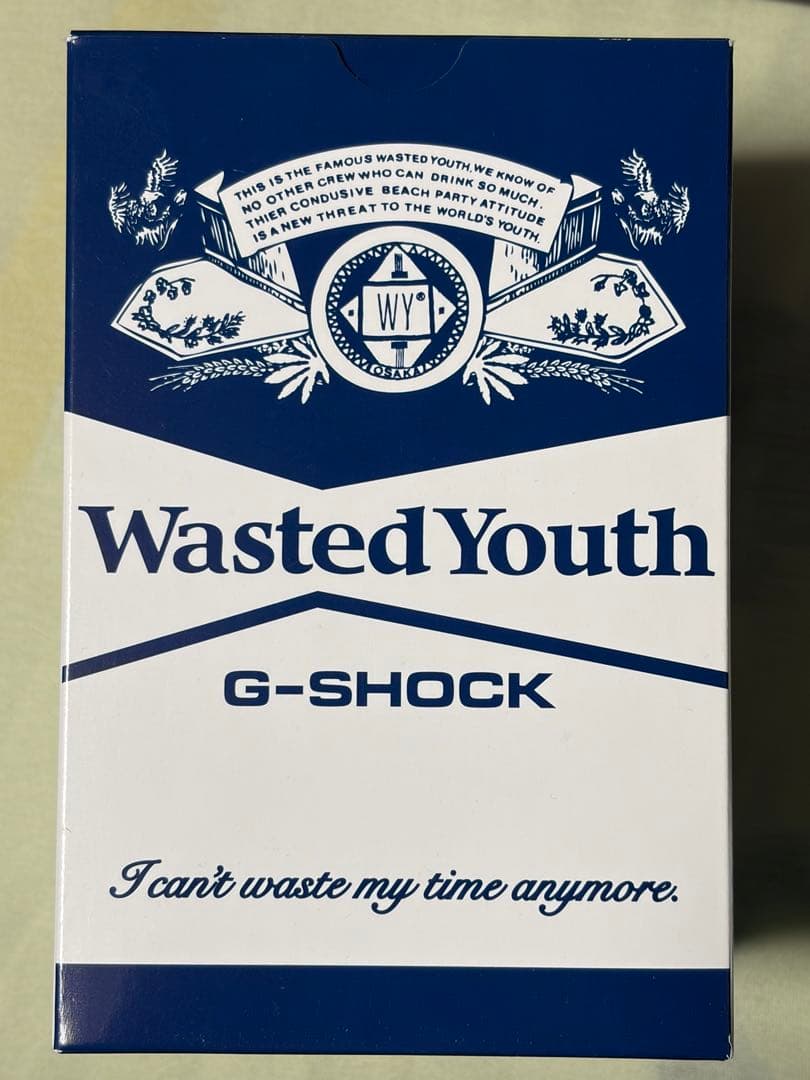 THIS IS THE FAMOUS WASTED YOUTH. WE KNOW OF
NO OTHER CREW WHO CAN DRINK SO MUCH.
THIER CONDUSIVE BEACH PARTY ATTITUDE
IS A NEW THREAT TO THE WORLD'S YOUTH.
WY®
OSAKA
Wasted Youth
G-SHOCK
I can't waste my time anymore.